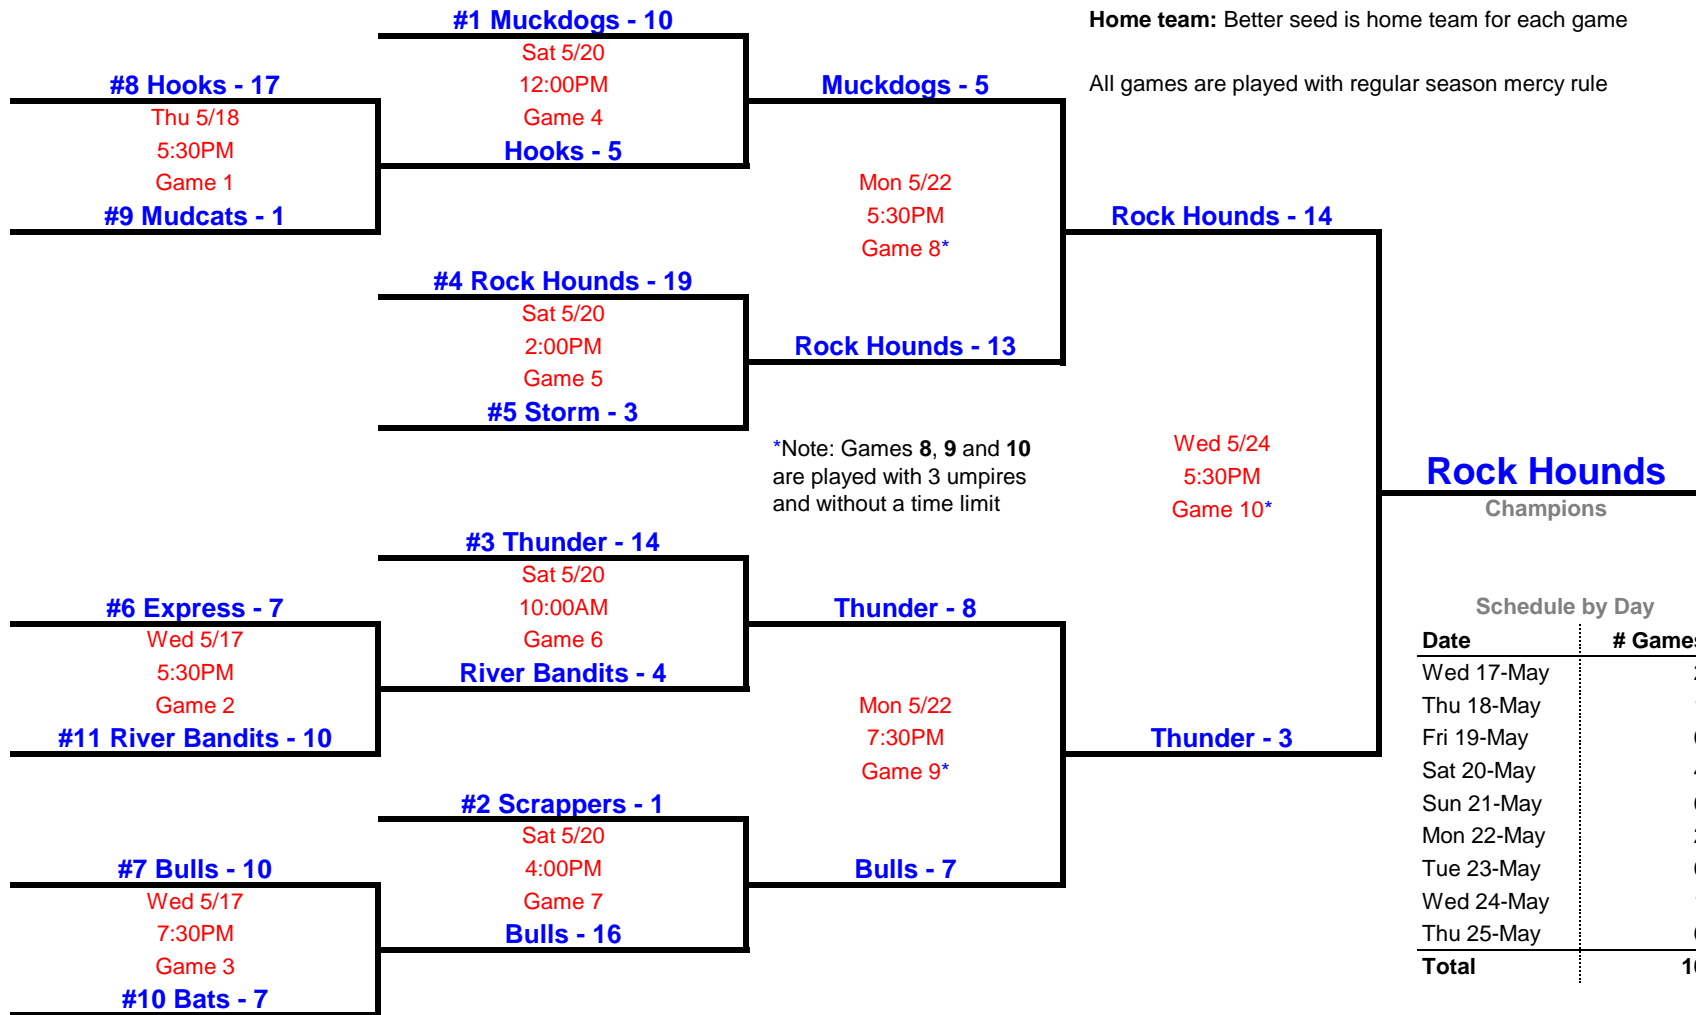 #1 Muckdogs - 10
Sat 5/20
12:00PM
Game 4
Hooks - 5
#8 Hooks - 17
Thu 5/18
5:30PM
Game 1
#9 Mudcats - 1
Muckdogs - 5
Mon 5/22
5:30PM
Game 8*
Rock Hounds - 13
#4 Rock Hounds - 19
Sat 5/20
2:00PM
Game 5
#5 Storm - 3
Home team: Better seed is home team for each game
All games are played with regular season mercy rule
Rock Hounds - 14
Wed 5/24
5:30PM
Game 10*
Thunder - 3
*Note: Games 8, 9 and 10
are played with 3 umpires
and without a time limit
Rock Hounds
Champions
#3 Thunder - 14
Sat 5/20
10:00AM
Game 6
River Bandits - 4
#6 Express - 7
Wed 5/17
5:30PM
Game 2
#11 River Bandits - 10
Thunder - 8
Mon 5/22
7:30PM
Game 9*
Bulls - 7
#2 Scrappers - 1
Sat 5/20
4:00PM
Game 7
Bulls - 16
#7 Bulls - 10
Wed 5/17
7:30PM
Game 3
#10 Bats - 7
Schedule by Day
Date # Games
Wed 17-May
Thu 18-May
Fri 19-May
Sat 20-May
Sun 21-May
Mon 22-May
Tue 23-May
Wed 24-May
Thu 25-May
Total 10